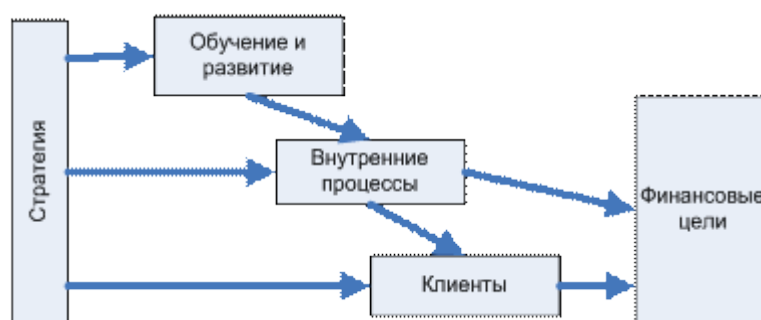 Стратегия
Обучение и
развитие
Внутренние
процессы
Клиенты
Финансовые
цели